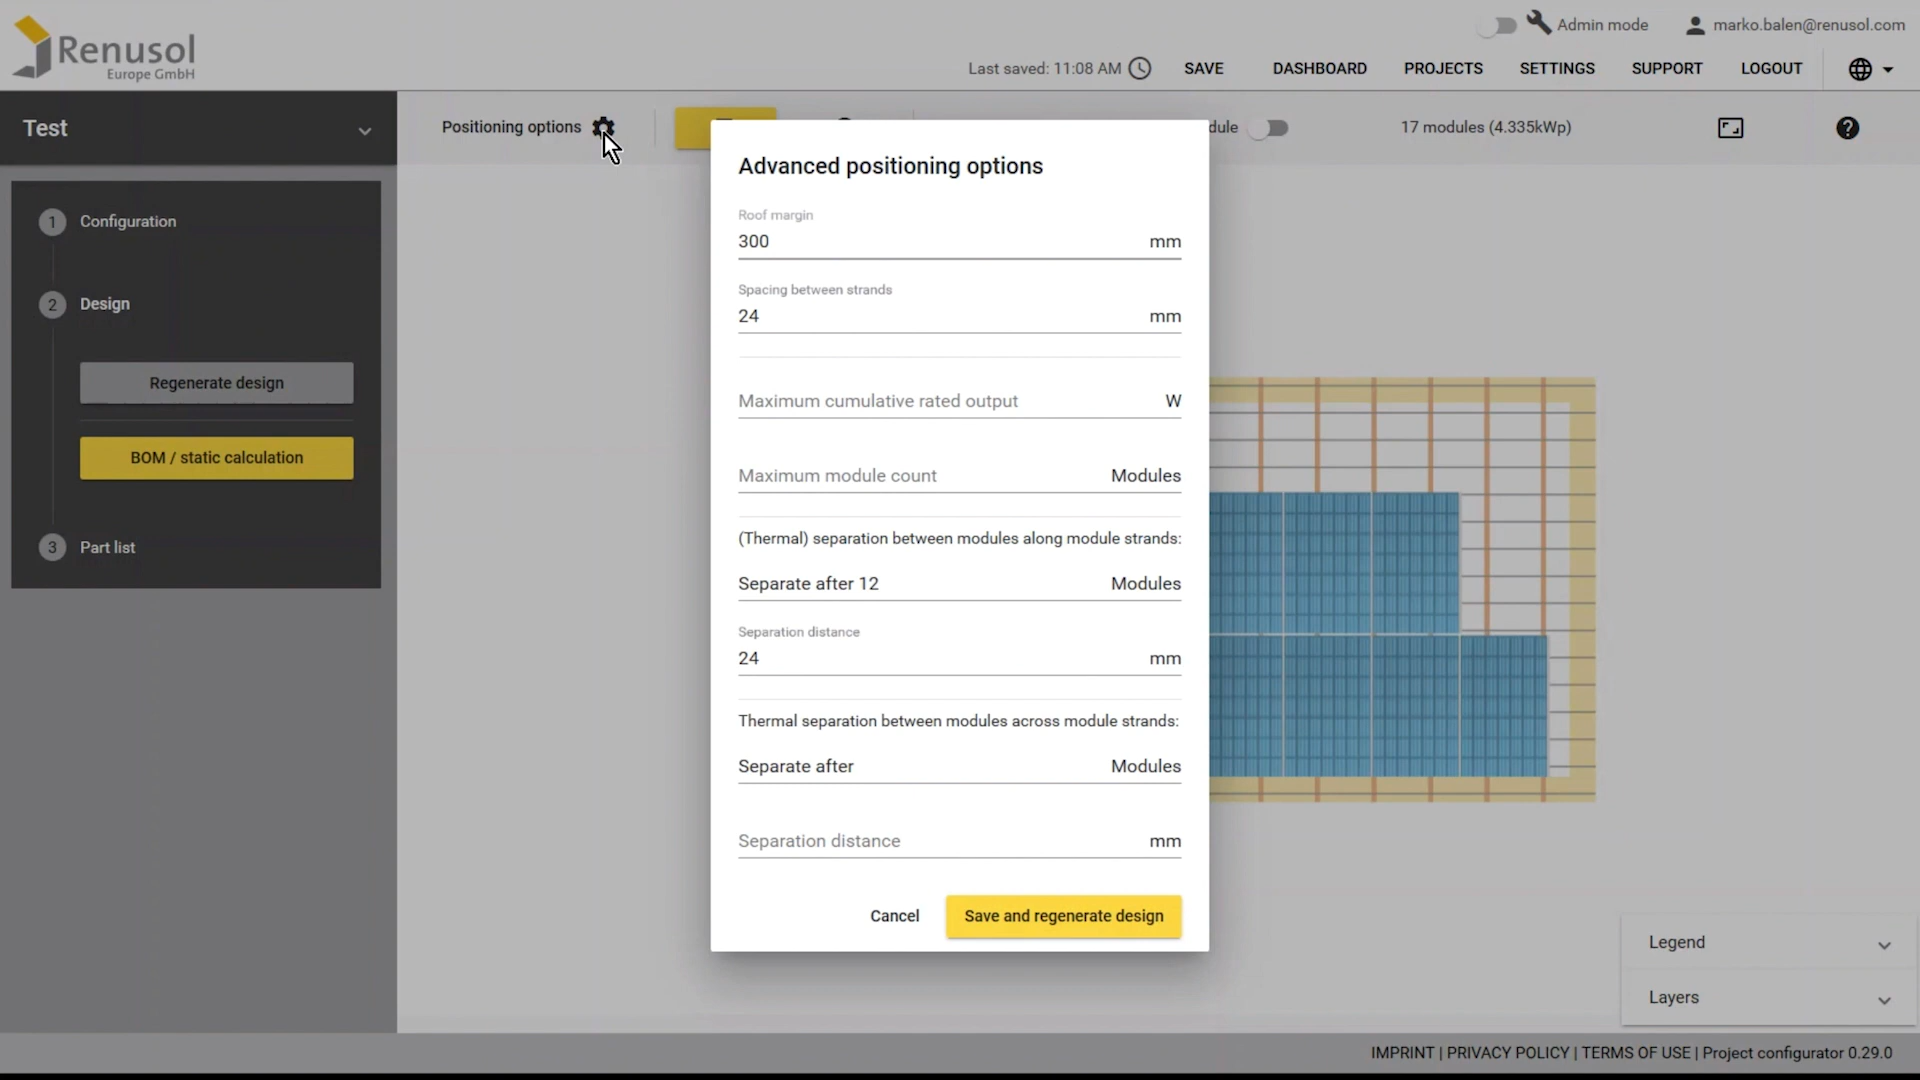 Renusol
Europe GmbH
Admin mode
marko.balen@renusol.com
Last saved: 11:08 AM
SAVE
DASHBOARD
PROJECTS
SETTINGS
SUPPORT
LOGOUT
Test
Positioning options
dule
17 modules (4.335kWp)
1 Configuration
2 Design
Regenerate design
BOM / static calculation
3 Part list
Advanced positioning options
Roof margin
300 mm
Spacing between strands
24 mm
Maximum cumulative rated output W
Maximum module count Modules
(Thermal) separation between modules along module strands:
Separate after 12 Modules
Separation distance
24 mm
Thermal separation between modules across module strands:
Separate after Modules
Separation distance mm
Cancel
Save and regenerate design
Legend
Layers
IMPRINT | PRIVACY POLICY | TERMS OF USE | Project configurator 0.29.0